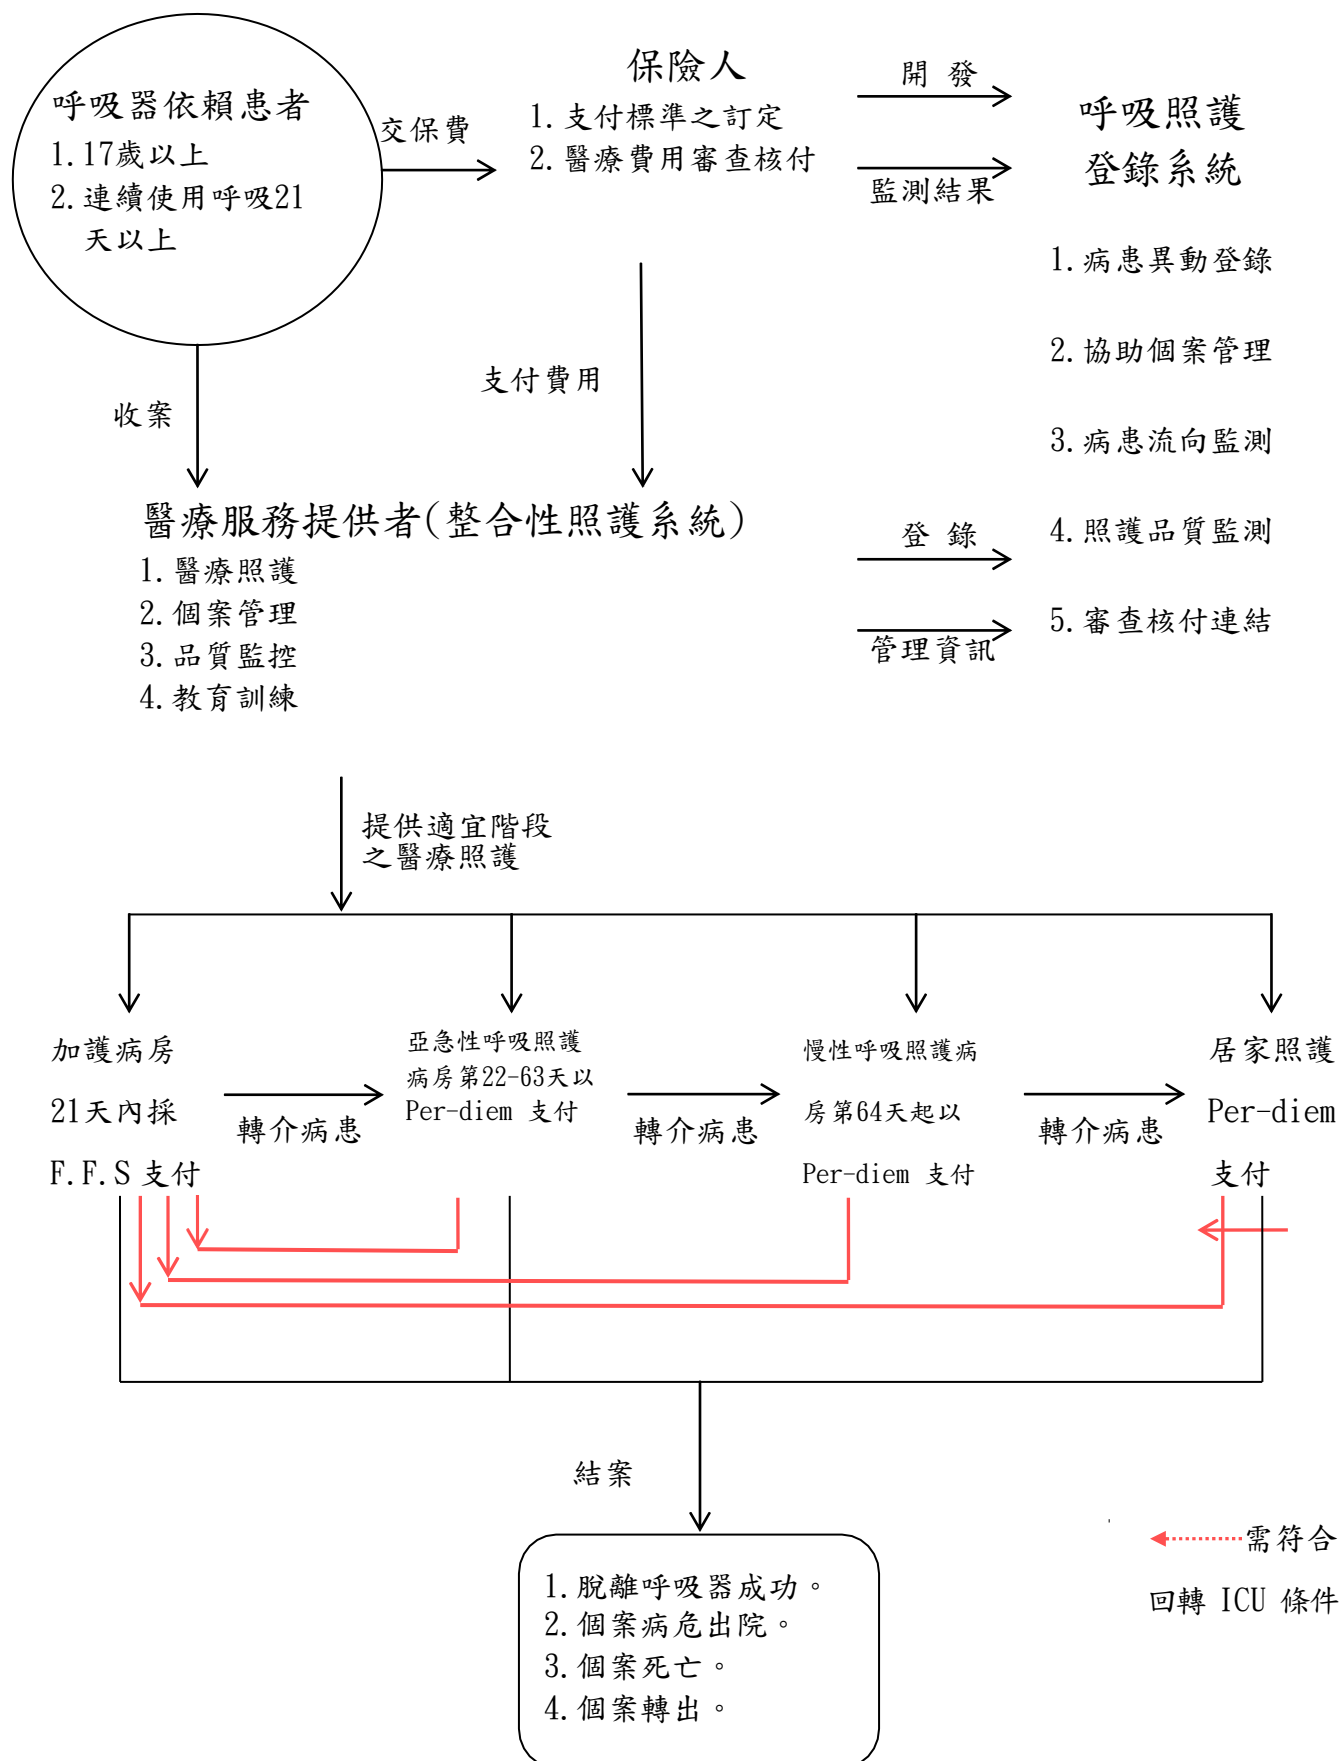 呼吸器依賴患者
1.17歲以上
2.連續使用呼吸21
天以上
交保費
保險人
1.支付標準之訂定
2.醫療費用審查核付
開 發
監測結果
呼吸照護
登錄系統
1.病患異動登錄
2.協助個案管理
3.病患流向監測
4.照護品質監測
5.審查核付連結
收案
支付費用
醫療服務提供者(整合性照護系統)
1.醫療照護
2.個案管理
3.品質監控
4.教育訓練
登 錄
管理資訊
提供適宜階段
之醫療照護
加護病房
21天內採
F.F.S 支付
轉介病患
亞急性呼吸照護
病房第22-63天以
Per-diem 支付
轉介病患
慢性呼吸照護病
房第64天起以
Per-diem 支付
轉介病患
居家照護
Per-diem
支付
結案
1.脫離呼吸器成功。
2.個案病危出院。
3.個案死亡。
4.個案轉出。
需符合
回轉 ICU 條件